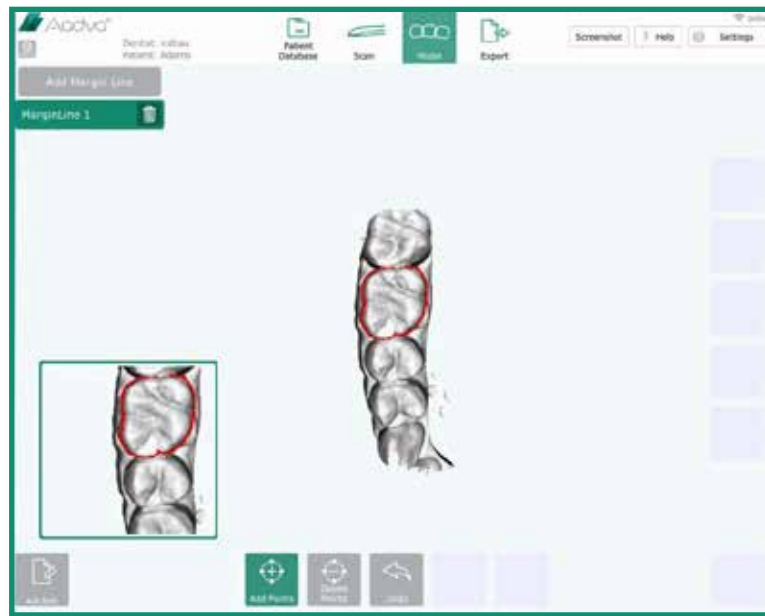 Aadva
Dentist:
Patient: Adams
Patient
Database
Scan
Model
Export
Screenshot
Help
Settings
Add Margin Line
MarginLine 1
Add Points
Delete
Points
Undo